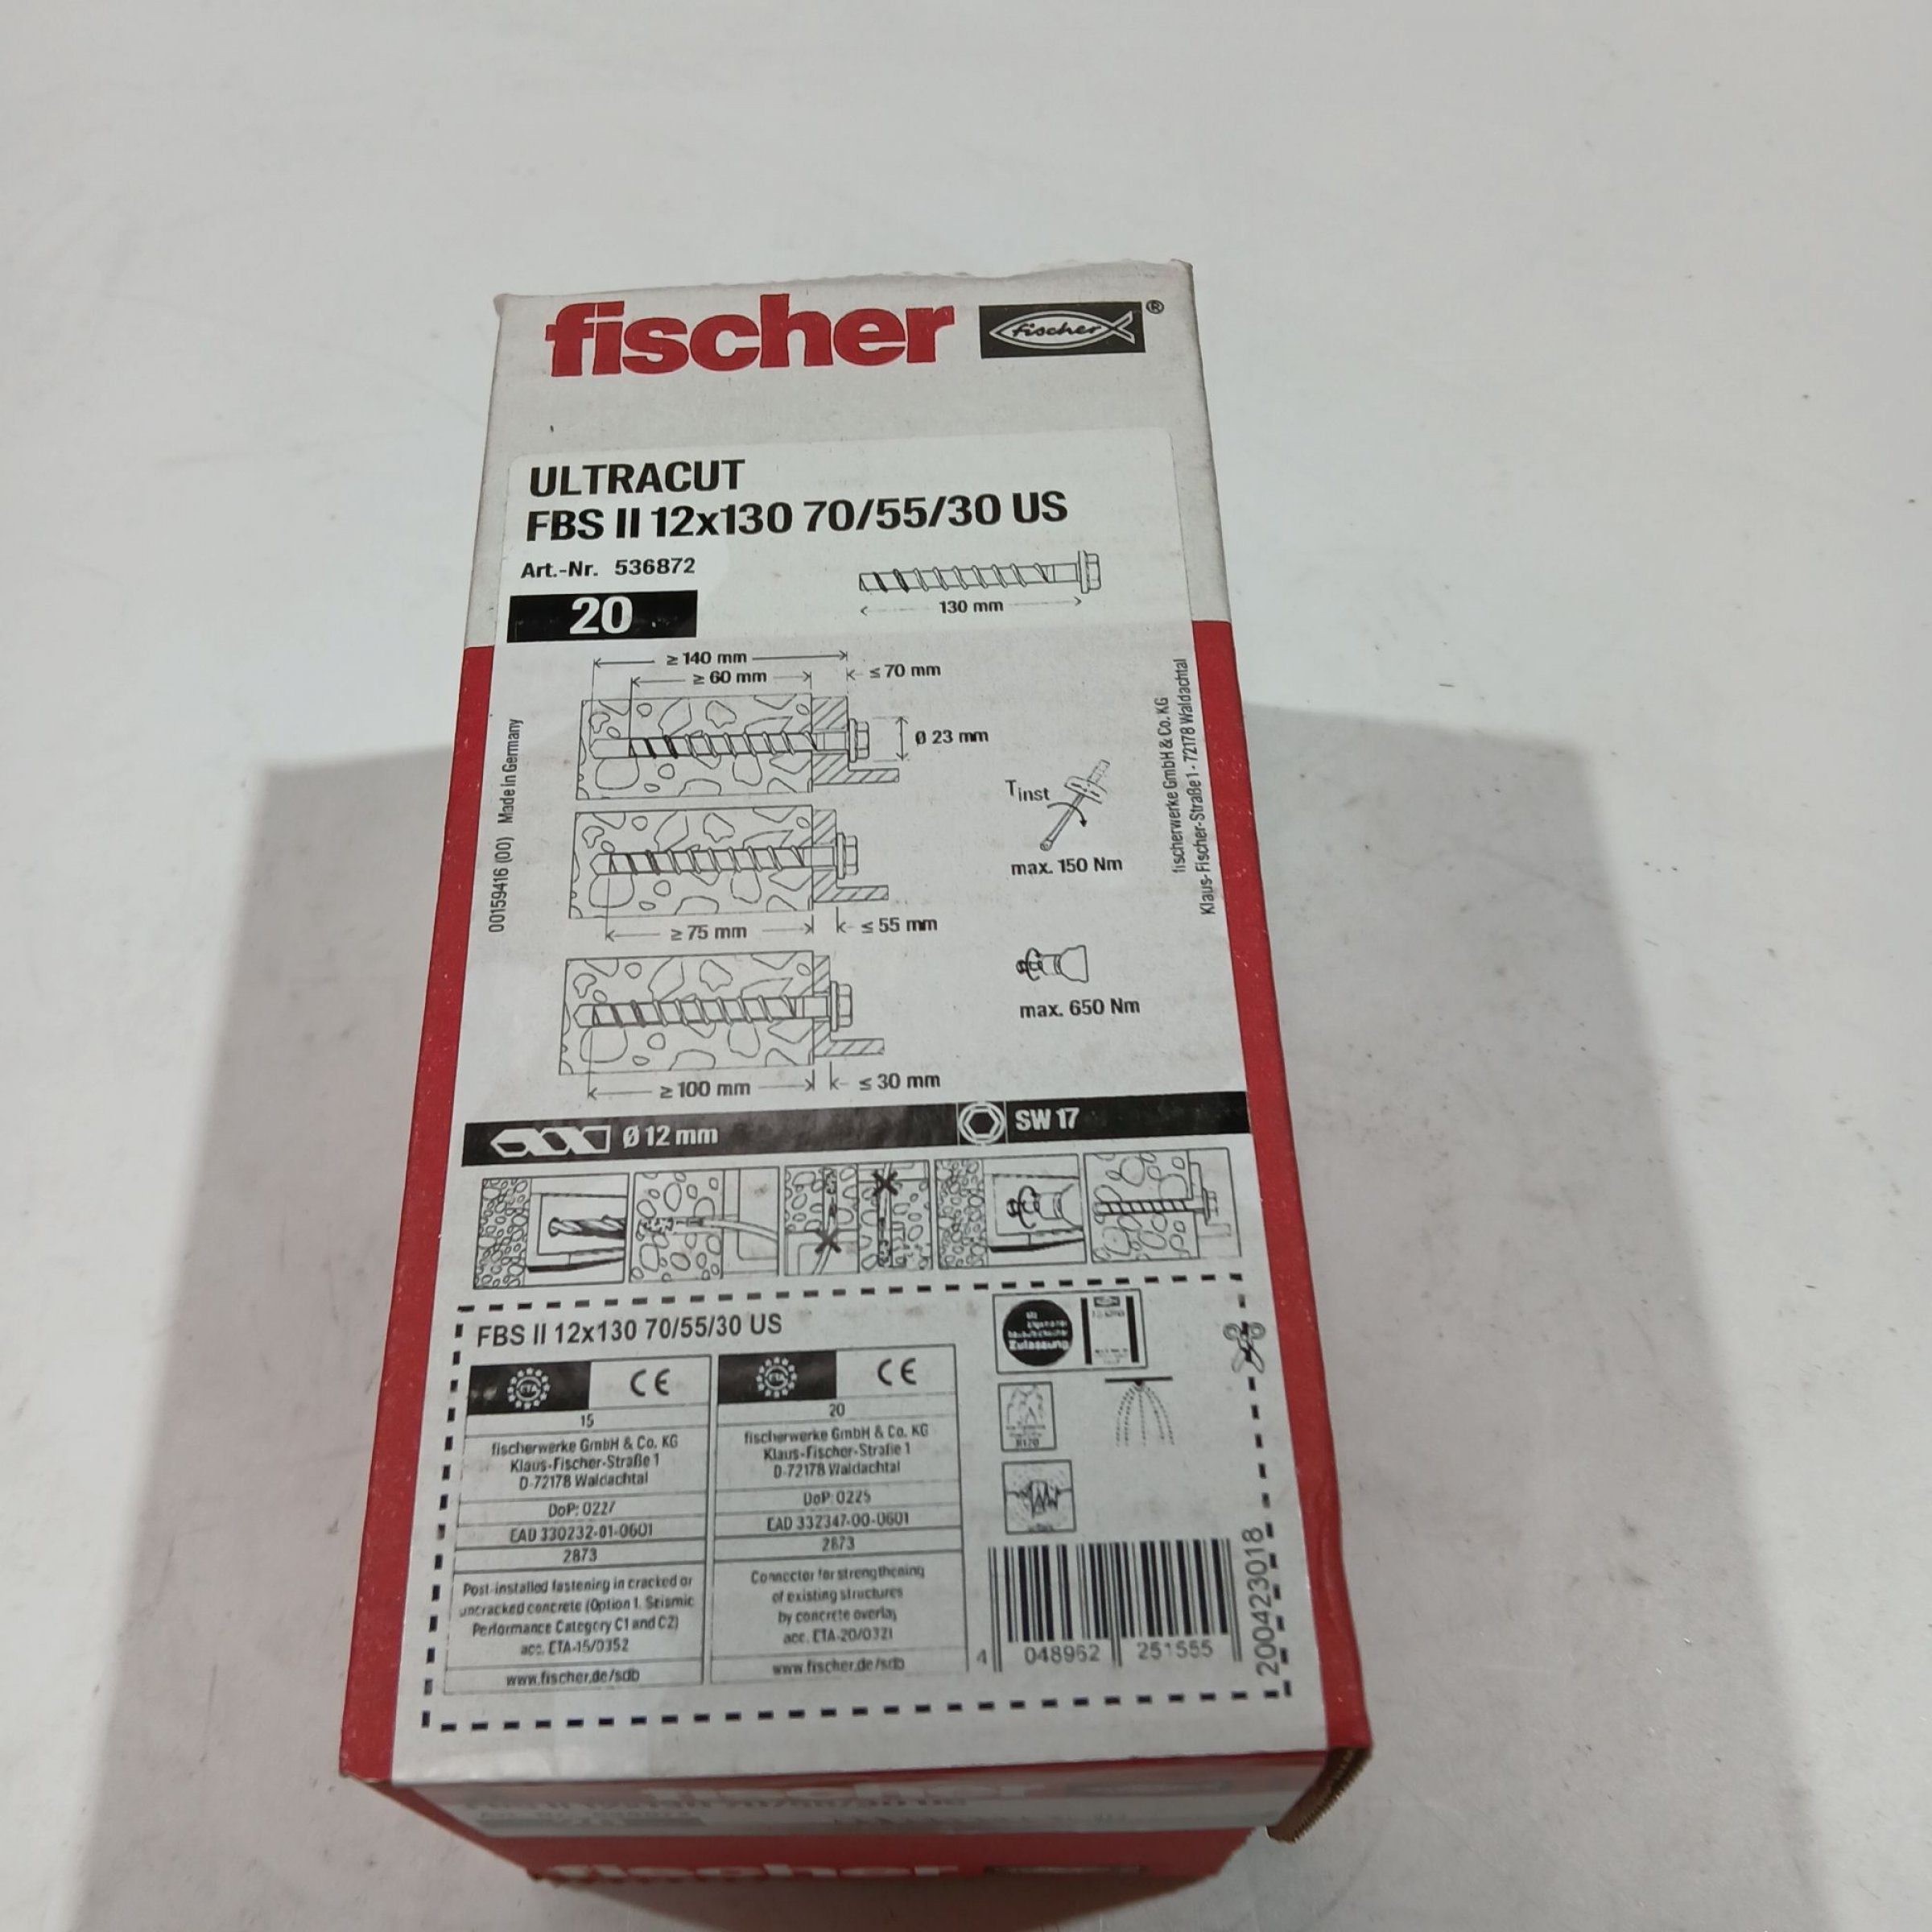 fischer
fischer ®
ULTRACUT
FBS II 12x130 70/55/30 US
Art.-Nr. 536872
20
130 mm
≥ 140 mm
≥ 60 mm
≤ 70 mm
Ø 23 mm
Tinst
max. 150 Nm
≥ 75 mm
≤ 55 mm
max. 650 Nm
≥ 100 mm
≤ 30 mm
00159416 (00) Made in Germany
fischerwerke GmbH & Co. KG
Klaus-Fischer-Straße 1 - 72178 Waldachtal
Ø 12 mm
SW 17
FBS II 12x130 70/55/30 US
CE
15
fischerwerke GmbH & Co. KG
Klaus-Fischer-Straße 1
D-72178 Waldachtal
DoP: 0227
EAD 330232-01-0601
2873
Post-installed fastening in cracked or
uncracked concrete (Option 1, Seismic
Performance Category C1 and C2)
acc. ETA-15/0352
www.fischer.de/sdb
CE
20
fischerwerke GmbH & Co. KG
Klaus-Fischer-Straße 1
D-72178 Waldachtal
DoP: 0225
EAD 332347-00-0601
2873
Connector for strengthening
of existing structures
by concrete overlay
acc. ETA-20/0321
www.fischer.de/sdb
Zulassung
R120
4 048962 251555
200423018
fischer